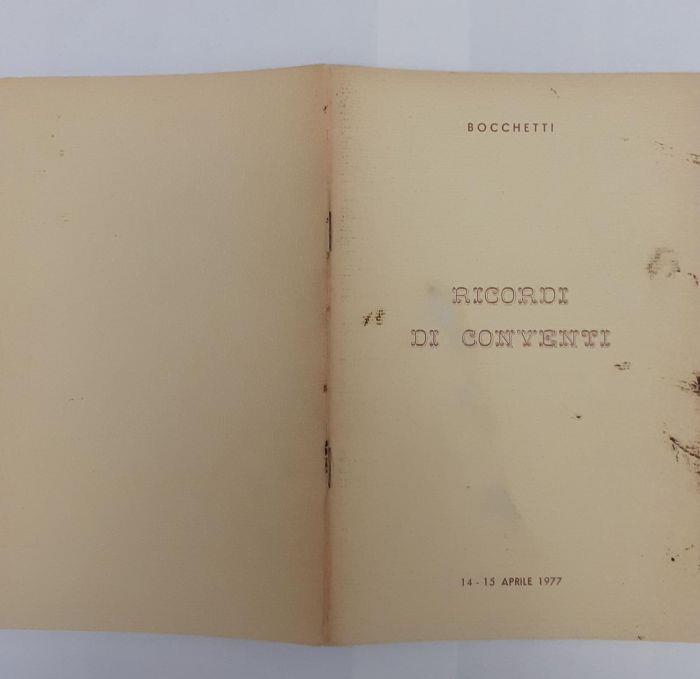 BOCCHETTI
RICORDI
DI CONVENTI
14-15 APRILE 1977